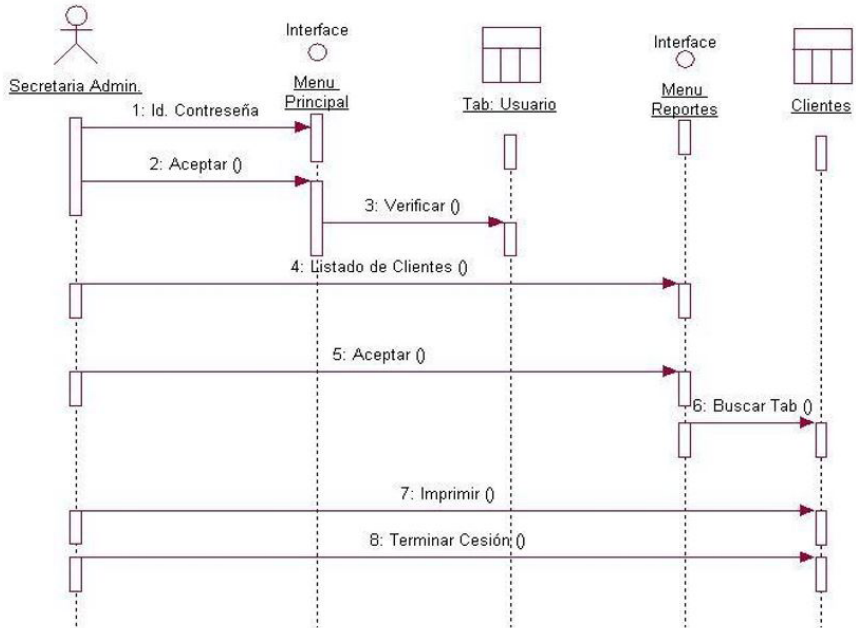 Interface
Interface
Secretaria Admin.
Menu
Principal
Tab: Usuario
Menu
Reportes
Clientes
1: Id. Contreseña
2: Aceptar ()
3: Verificar ()
4: Listado de Clientes ()
5: Aceptar ()
6: Buscar Tab ()
7: Imprimir ()
8: Terminar Cesión ()